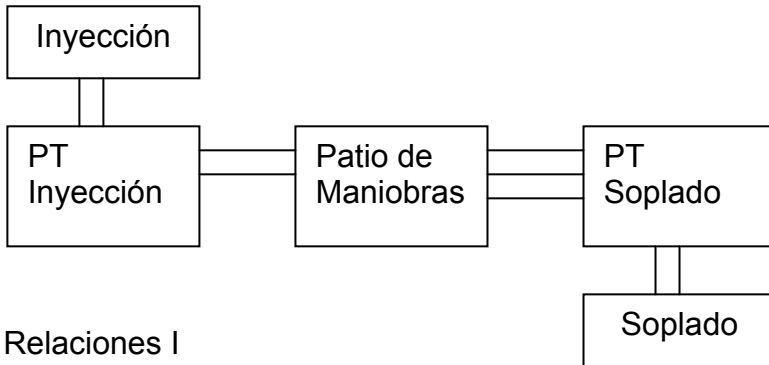 Inyección
PT
Inyección
Patio de
Maniobras
PT
Soplado
Soplado
Relaciones I